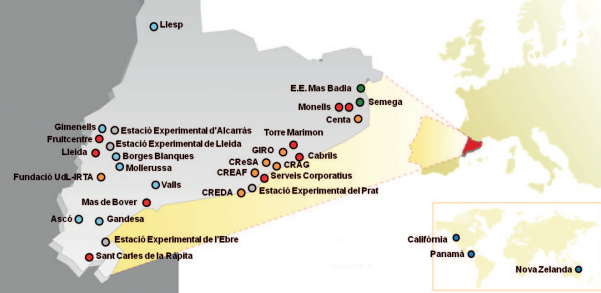 Llesp
E.E. Mas Badia
Semega
Monells
Centa
Gimenells
Estació Experimental d'Alcarràs
Torre Marimon
Fruitcentre
Estació Experimental de Lleida
GIRO
Lleida
Borges Blanques
Cabrils
CReSA
CRAG
Mollerussa
CREAF
Fundació UdL-IRTA
Serveis Corporatius
Valls
CREDA
Estació Experimental del Prat
Mas de Bover
Ascó
Gandesa
Estació Experimental de l'Ebre
Califòrnia
Sant Carles de la Ràpita
Panamà
Nova Zelanda